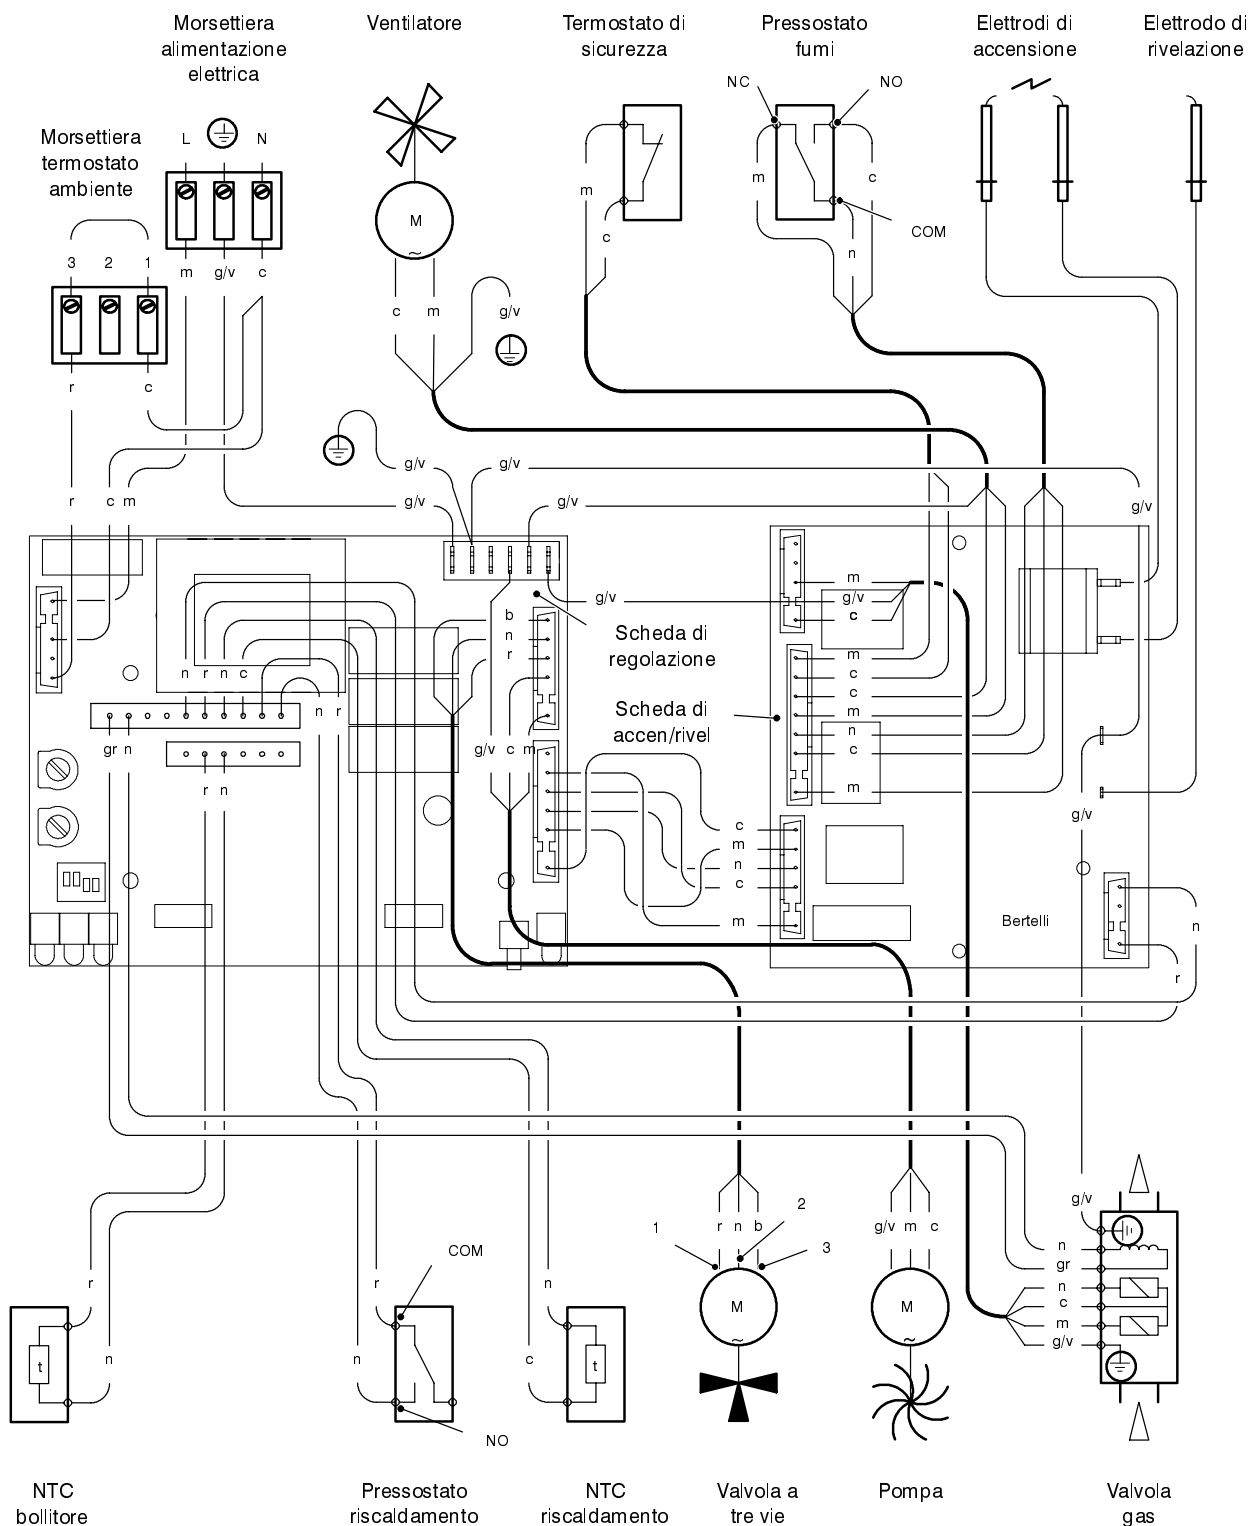 Morsettiera
alimentazione
elettrica
Ventilatore
Termostato di
sicurezza
Pressostato
fumi
Elettrodi di
accensione
Elettrodo di
rivelazione
NC
NO
Morsettiera
termostato
ambiente
L
N
m
c
M
~
m
c
n
COM
c
3
2
1
m
g/v
c
c
m
g/v
r
c
g/v
g/v
g/v
g/v
g/v
r
c
m
m
g/v
c
g/v
b
n
r
Scheda di
regolazione
m
c
c
m
n
c
m
n
r
n
c
n
r
Scheda di
accen/rivel
gr
n
g/v
c
m
r
n
g/v
c
m
n
c
m
Bertelli
n
r
g/v
1
r
n
b
2
3
g/v
m
c
n
gr
n
c
m
g/v
COM
r
r
n
M
~
M
~
t
n
n
c
t
NO
NTC
bollitore
Pressostato
riscaldamento
NTC
riscaldamento
Valvola a
tre vie
Pompa
Valvola
gas